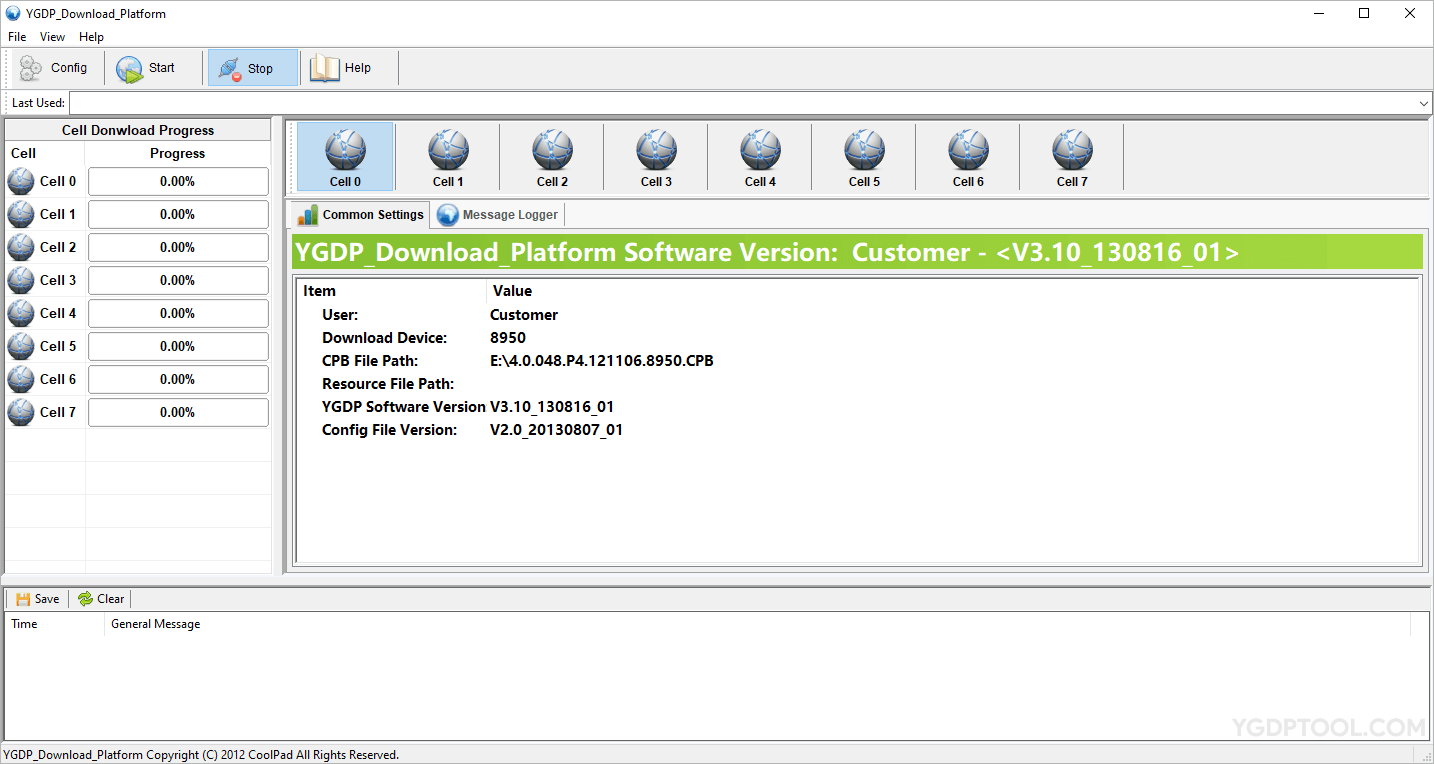 YGDP_Download_Platform
File View Help
Config Start Stop Help
Last Used:
Cell Donwload Progress
Cell Progress
Cell 0 0.00%
Cell 1 0.00%
Cell 2 0.00%
Cell 3 0.00%
Cell 4 0.00%
Cell 5 0.00%
Cell 6 0.00%
Cell 7 0.00%
Cell 0 Cell 1 Cell 2 Cell 3 Cell 4 Cell 5 Cell 6 Cell 7
Common Settings Message Logger
YGDP_Download_Platform Software Version: Customer - <V3.10_130816_01>
Item Value
User: Customer
Download Device: 8950
CPB File Path: E:\4.0.048.P4.121106.8950.CPB
Resource File Path:
YGDP Software Version V3.10_130816_01
Config File Version: V2.0_20130807_01
Save Clear
Time General Message
YGDPTOOL.COM
YGDP_Download_Platform Copyright (C) 2012 CoolPad All Rights Reserved.